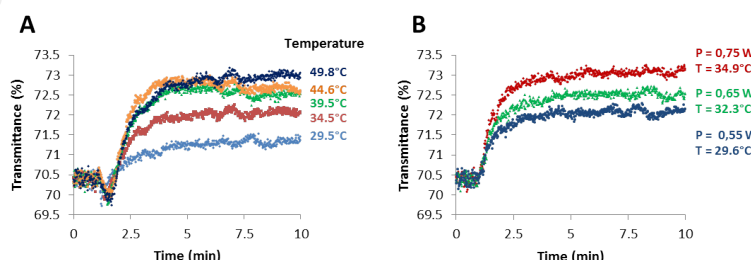 A
Temperature
73.5
73
72.5
72
71.5
71
70.5
70
69.5
49.8°C
44.6°C
39.5°C
34.5°C
29.5°C
0
2.5
5
7.5
10
Transmittance (%)
Time (min)
B
73.5
73
72.5
72
71.5
71
70.5
70
69.5
P = 0,75 W
T = 34.9°C
P = 0,65 W
T = 32.3°C
P = 0,55 W
T = 29.6°C
0
2.5
5
7.5
10
Transmittance (%)
Time (min)